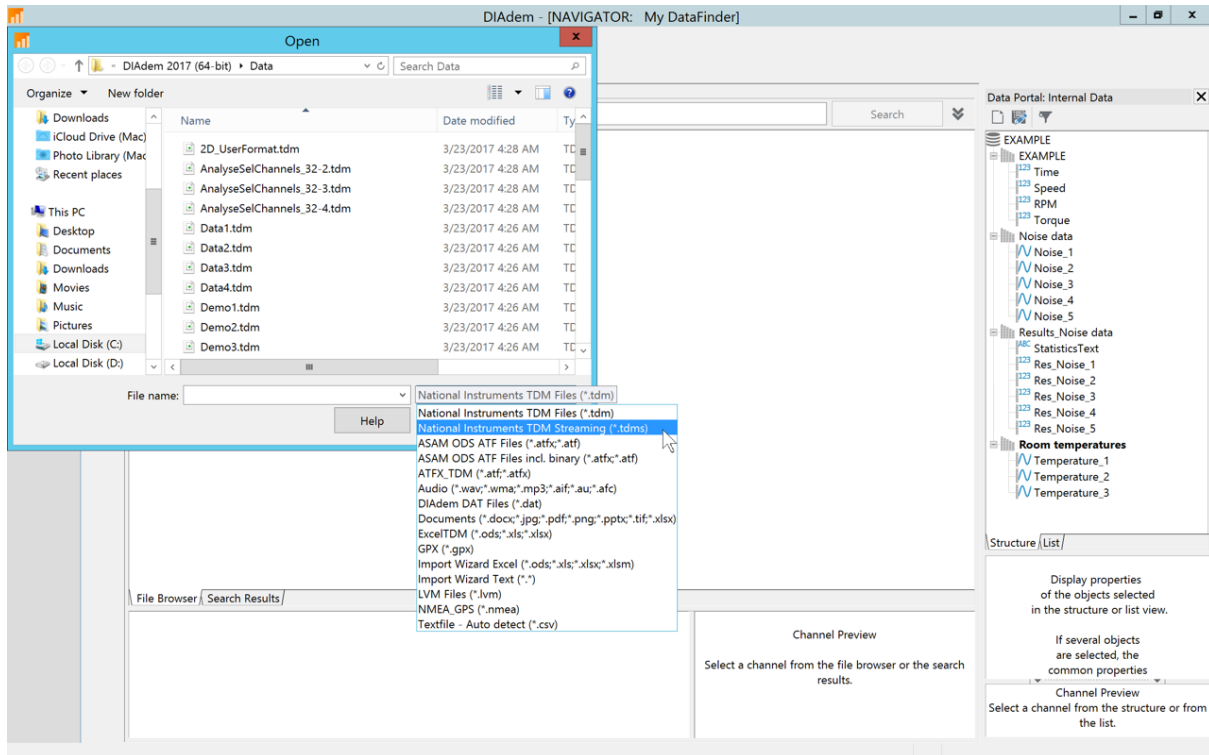 DIAdem - [NAVIGATOR: My DataFinder]
Open
DIAdem 2017 (64-bit) Data
Search Data
Organize New folder
Downloads
iCloud Drive (Mac)
Photo Library (Mac
Recent places
This PC
Desktop
Documents
Downloads
Movies
Music
Pictures
Local Disk (C:)
Local Disk (D:)
Name Date modified Ty
2D_UserFormat.tdm 3/23/2017 4:28 AM TD
AnalyseSelChannels_32-2.tdm 3/23/2017 4:28 AM TD
AnalyseSelChannels_32-3.tdm 3/23/2017 4:28 AM TD
AnalyseSelChannels_32-4.tdm 3/23/2017 4:28 AM TD
Data1.tdm 3/23/2017 4:26 AM TD
Data2.tdm 3/23/2017 4:26 AM TD
Data3.tdm 3/23/2017 4:26 AM TD
Data4.tdm 3/23/2017 4:26 AM TD
Demo1.tdm 3/23/2017 4:26 AM TD
Demo2.tdm 3/23/2017 4:26 AM TD
Demo3.tdm 3/23/2017 4:26 AM TD
File name:
National Instruments TDM Files (*.tdm)
Help
National Instruments TDM Files (*.tdm)
National Instruments TDM Streaming (*.tdms)
ASAM ODS ATF Files (*.atfx;*.atf)
ASAM ODS ATF Files incl. binary (*.atfx;*.atf)
ATFX_TDM (*.atf;*.atfx)
Audio (*.wav;*.wma;*.mp3;*.aif;*.au;*.afc)
DIAdem DAT Files (*.dat)
Documents (*.docx;*.jpg;*.pdf;*.png;*.pptx;*.tif;*.xlsx)
ExcelTDM (*.ods;*.xls;*.xlsx)
GPX (*.gpx)
Import Wizard Excel (*.ods;*.xls;*.xlsx;*.xlsm)
Import Wizard Text (*.*)
LVM Files (*.lvm)
NMEA_GPS (*.nmea)
Textfile - Auto detect (*.csv)
Search
File Browser Search Results
Channel Preview
Select a channel from the file browser or the search
results.
Data Portal: Internal Data
EXAMPLE
EXAMPLE
123 Time
123 Speed
123 RPM
123 Torque
Noise data
Noise_1
Noise_2
Noise_3
Noise_4
Noise_5
Results_Noise data
ABC StatisticsText
123 Res_Noise_1
123 Res_Noise_2
123 Res_Noise_3
123 Res_Noise_4
123 Res_Noise_5
Room temperatures
Temperature_1
Temperature_2
Temperature_3
Structure List
Display properties
of the objects selected
in the structure or list view.
If several objects
are selected, the
common properties
Channel Preview
Select a channel from the structure or from
the list.